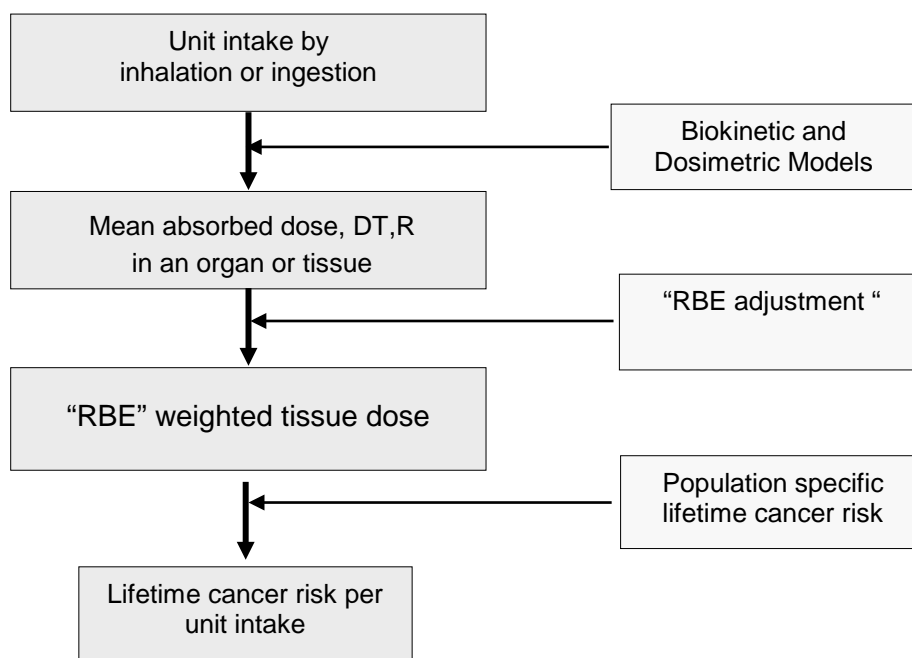 Unit intake by
inhalation or ingestion
Biokinetic and
Dosimetric Models
Mean absorbed dose, DT,R
in an organ or tissue
“RBE adjustment “
“RBE” weighted tissue dose
Population specific
lifetime cancer risk
Lifetime cancer risk per
unit intake